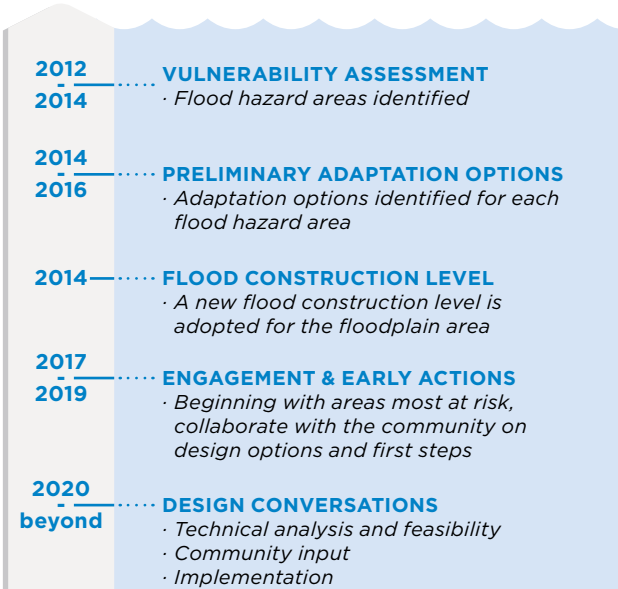 2012
-
2014
VULNERABILITY ASSESSMENT
· Flood hazard areas identified
2014
-
2016
PRELIMINARY ADAPTATION OPTIONS
· Adaptation options identified for each
flood hazard area
2014
FLOOD CONSTRUCTION LEVEL
· A new flood construction level is
adopted for the floodplain area
2017
-
2019
ENGAGEMENT & EARLY ACTIONS
· Beginning with areas most at risk,
collaborate with the community on
design options and first steps
2020
-
beyond
DESIGN CONVERSATIONS
· Technical analysis and feasibility
· Community input
· Implementation